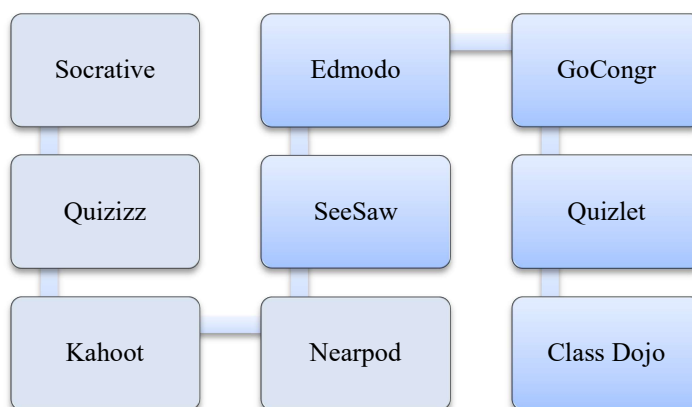 Socrative
Quizizz
Kahoot
Nearpod
SeeSaw
Edmodo
GoCongr
Quizlet
Class Dojo